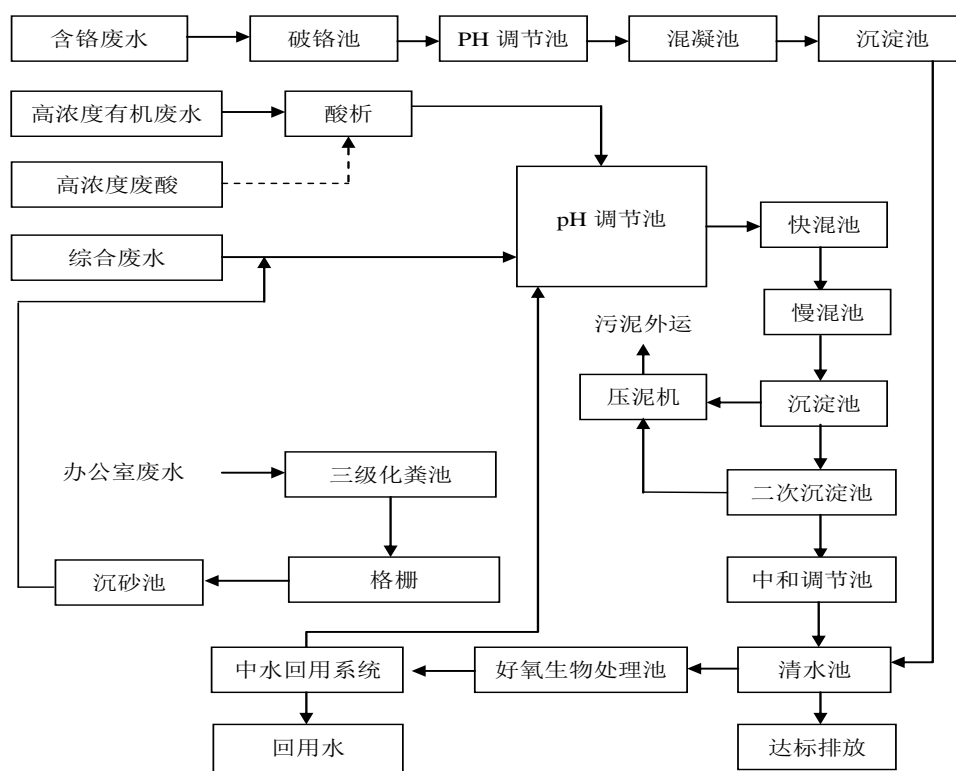 含铬废水
破铬池
PH 调节池
混凝池
沉淀池
高浓度有机废水
酸析
高浓度废酸
pH 调节池
快混池
综合废水
慢混池
污泥外运
压泥机
沉淀池
办公室废水
三级化粪池
二次沉淀池
沉砂池
格栅
中和调节池
中水回用系统
好氧生物处理池
清水池
回用水
达标排放